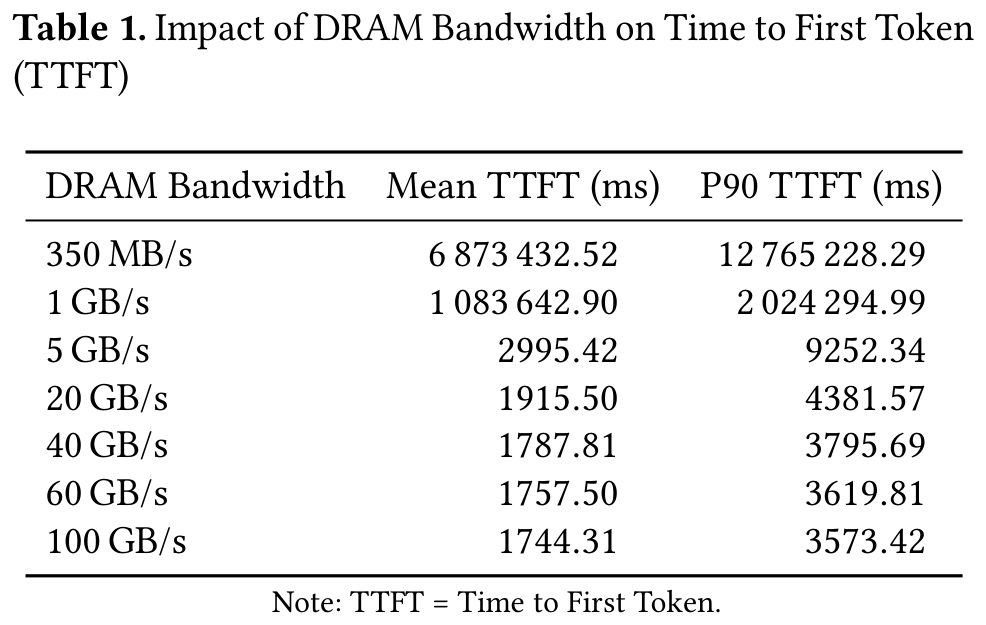 Table 1. Impact of DRAM Bandwidth on Time to First Token
(TTFT)
DRAM Bandwidth Mean TTFT (ms) P90 TTFT (ms)
350 MB/s 6 873 432.52 12 765 228.29
1 GB/s 1 083 642.90 2 024 294.99
5 GB/s 2995.42 9252.34
20 GB/s 1915.50 4381.57
40 GB/s 1787.81 3795.69
60 GB/s 1757.50 3619.81
100 GB/s 1744.31 3573.42
Note: TTFT = Time to First Token.